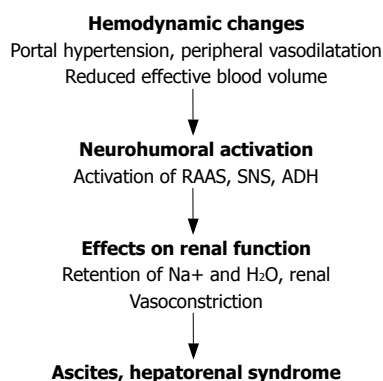 Hemodynamic changes
Portal hypertension, peripheral vasodilatation
Reduced effective blood volume
Neurohumoral activation
Activation of RAAS, SNS, ADH
Effects on renal function
Retention of Na+ and H₂O, renal
Vasoconstriction
Ascites, hepatorenal syndrome